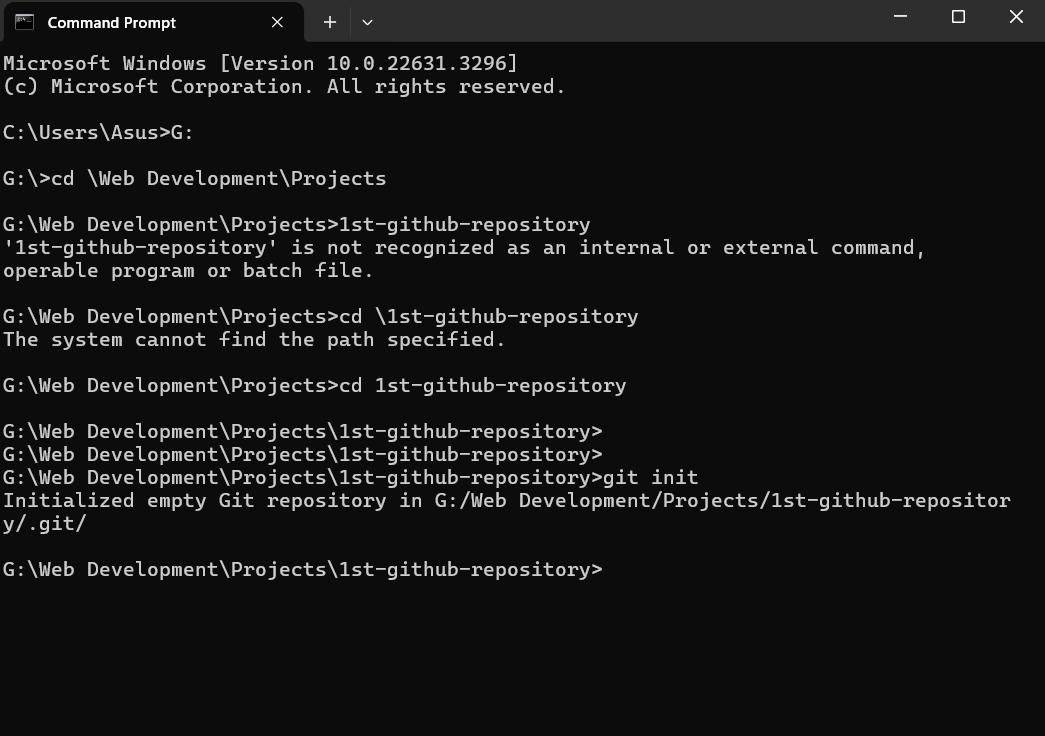 Command Prompt
Microsoft Windows [Version 10.0.22631.3296]
(c) Microsoft Corporation. All rights reserved.
C:\Users\Asus>G:
G:\>cd \Web Development\Projects
G:\Web Development\Projects>1st-github-repository
'1st-github-repository' is not recognized as an internal or external command,
operable program or batch file.
G:\Web Development\Projects>cd \1st-github-repository
The system cannot find the path specified.
G:\Web Development\Projects>cd 1st-github-repository
G:\Web Development\Projects\1st-github-repository>
G:\Web Development\Projects\1st-github-repository>
G:\Web Development\Projects\1st-github-repository>git init
Initialized empty Git repository in G:/Web Development/Projects/1st-github-repositor
y/.git/
G:\Web Development\Projects\1st-github-repository>